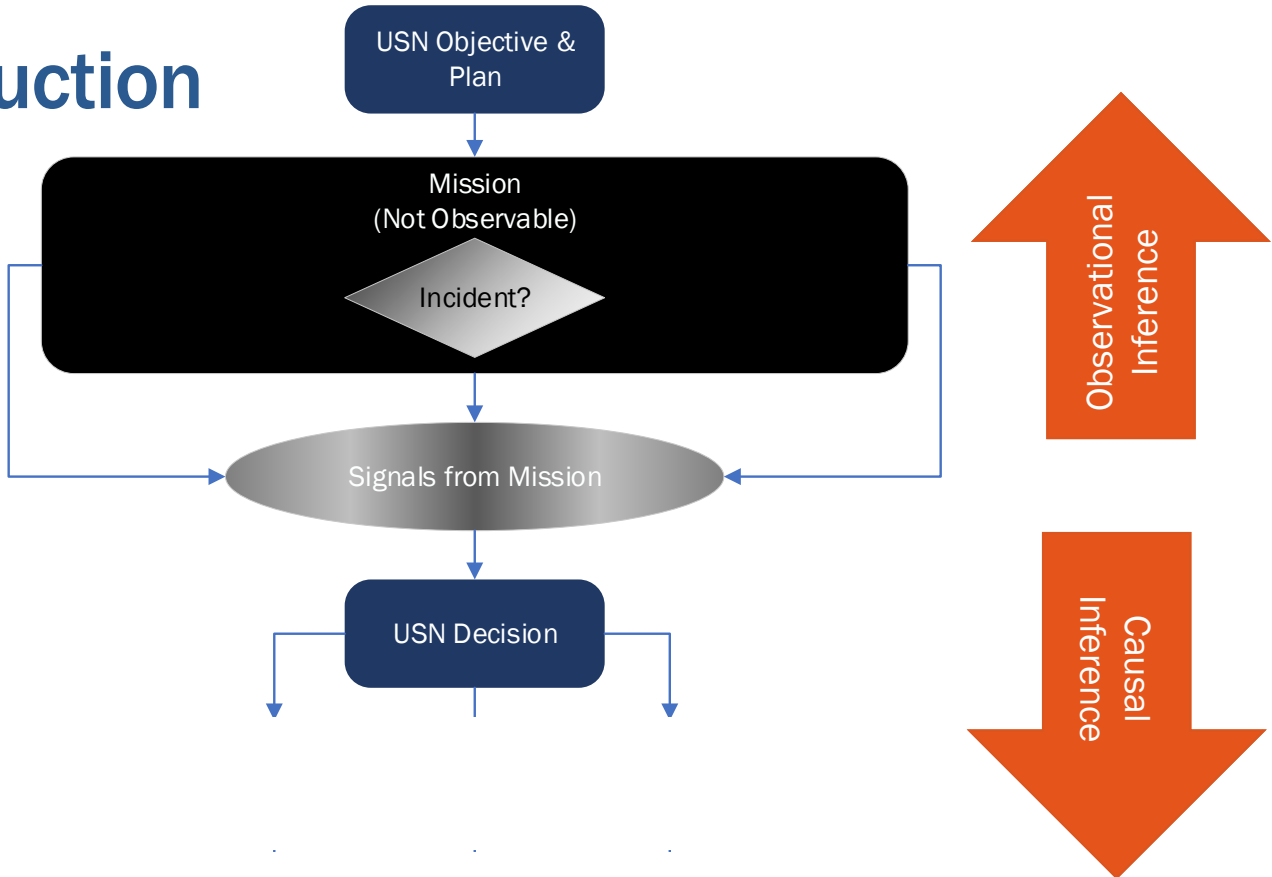 uction
USN Objective &
Plan
Mission
(Not Observable)
Incident?
Signals from Mission
USN Decision
Observational
Inference
Causal
Inference